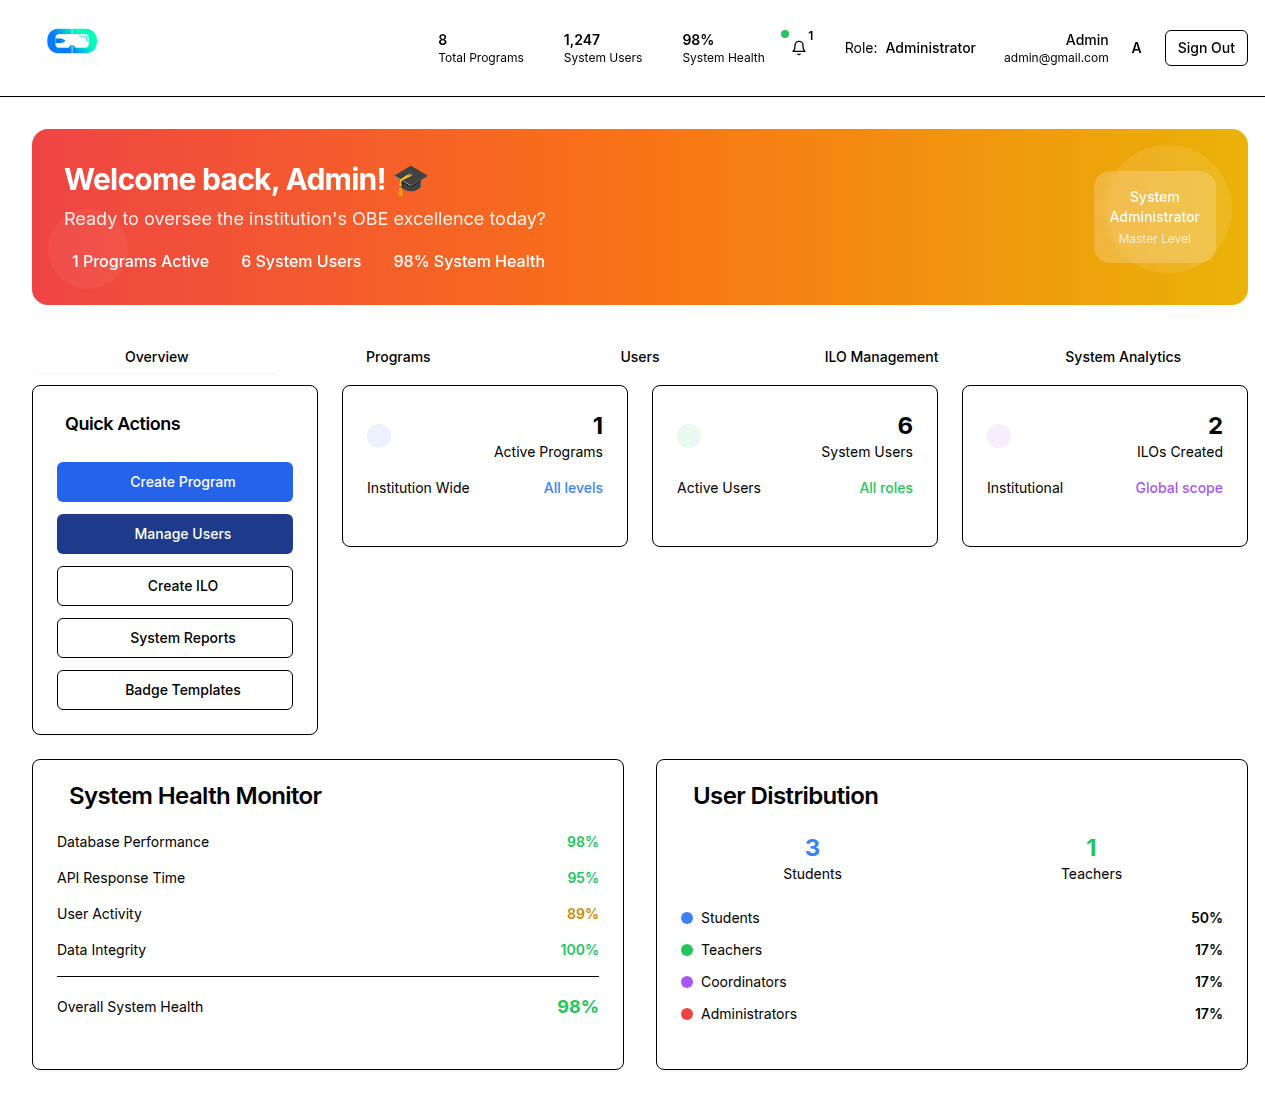 8
Total Programs
1,247
System Users
98%
System Health
1
Role: Administrator
Admin
admin@gmail.com
A
Sign Out
Welcome back, Admin! 🎓
Ready to oversee the institution's OBE excellence today?
1 Programs Active 6 System Users 98% System Health
System
Administrator
Master Level
Overview
Programs
Users
ILO Management
System Analytics
Quick Actions
Create Program
Manage Users
Create ILO
System Reports
Badge Templates
1
Active Programs
Institution Wide All levels
6
System Users
Active Users All roles
2
ILOs Created
Institutional Global scope
System Health Monitor
Database Performance 98%
API Response Time 95%
User Activity 89%
Data Integrity 100%
Overall System Health 98%
User Distribution
3
Students
1
Teachers
Students 50%
Teachers 17%
Coordinators 17%
Administrators 17%